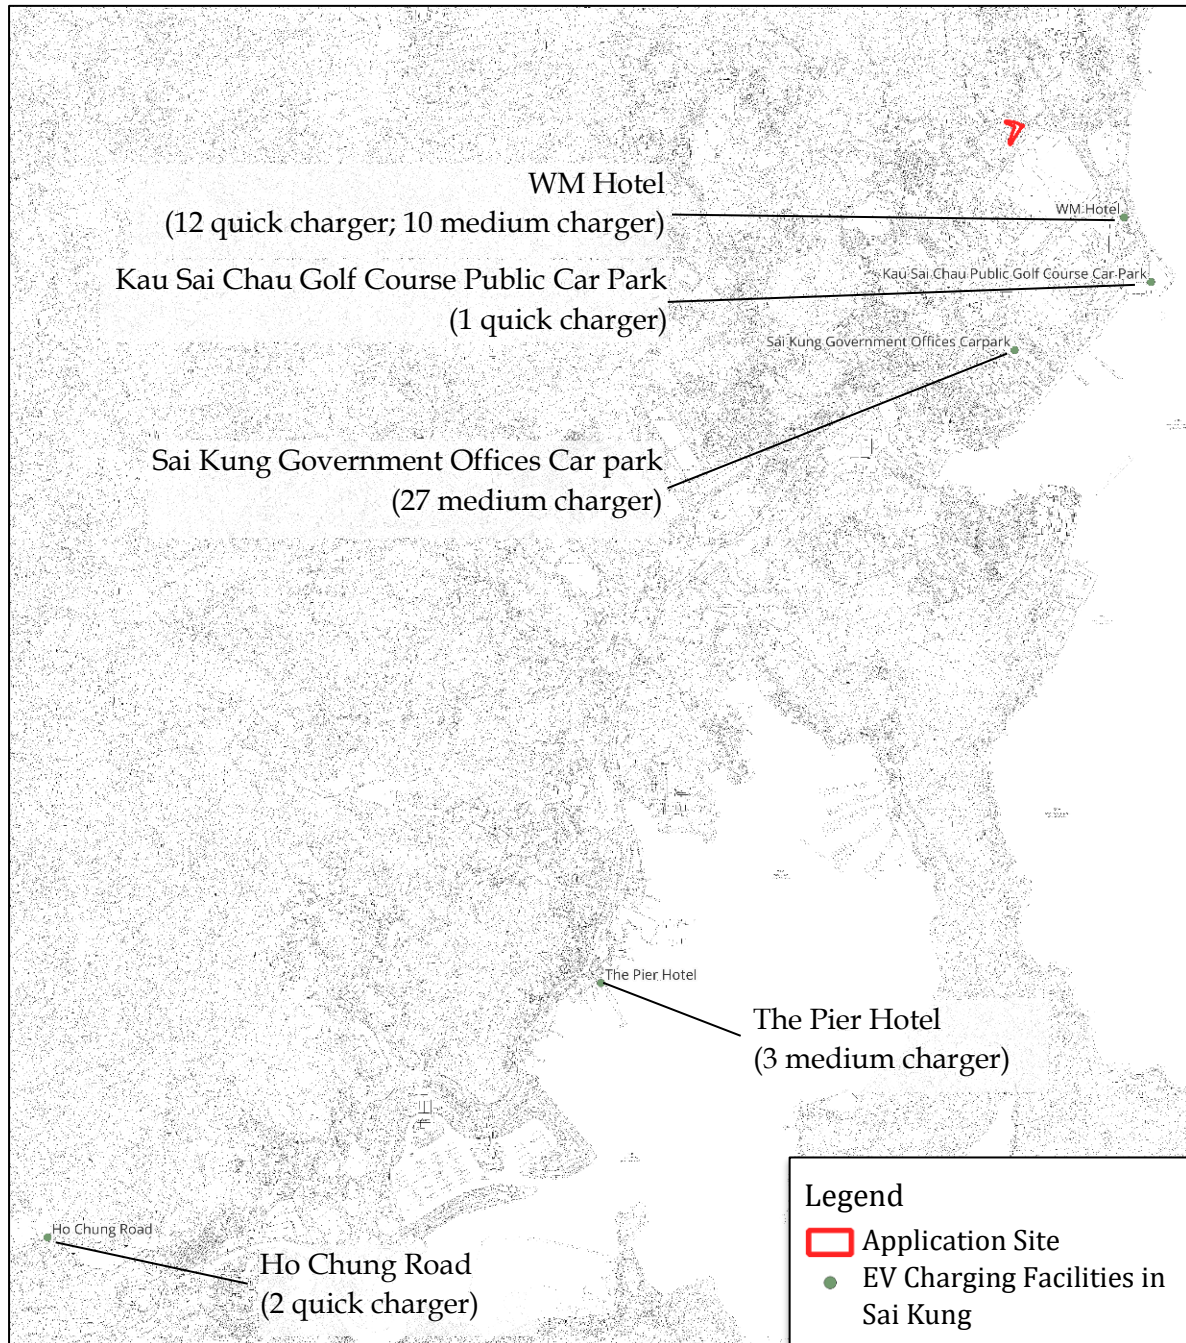 WM Hotel
(12 quick charger; 10 medium charger)
WM Hotel
Kau Sai Chau Golf Course Public Car Park
(1 quick charger)
Kau Sai Chau Public Golf Course Car Park
Sai Kung Government Offices Carpark
Sai Kung Government Offices Car park
(27 medium charger)
The Pier Hotel
The Pier Hotel
(3 medium charger)
Ho Chung Road
Ho Chung Road
(2 quick charger)
Legend
Application Site
EV Charging Facilities in
Sai Kung